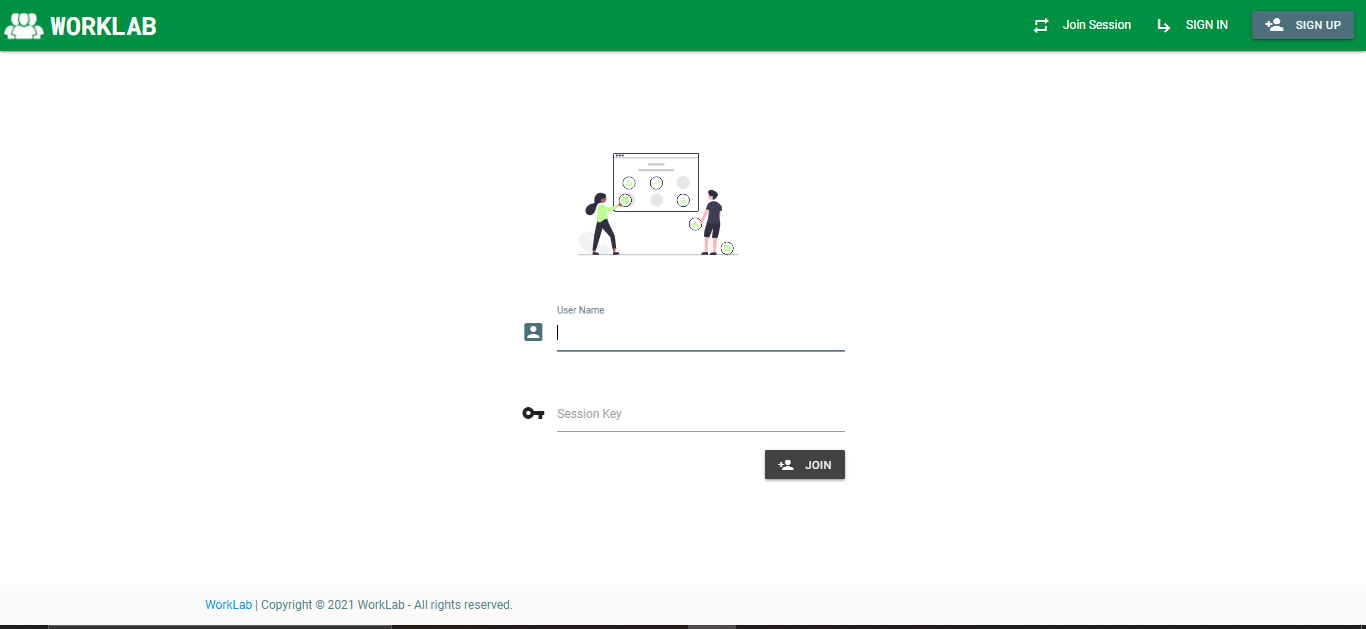 WORKLAB
Join Session
SIGN IN
SIGN UP
User Name
Session Key
JOIN
WorkLab | Copyright © 2021 WorkLab - All rights reserved.